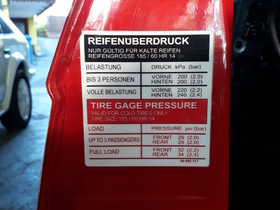 REIFENÜBERDRUCK
NUR GÜLTIG FÜR KALTE REIFEN
REIFENGRÖSSE 185/60 HR 14
BELASTUNG DRUCK kPa (bar)
BIS 3 PERSONEN VORNE 200 (2,0)
HINTEN 200 (2,0)
VOLLE BELASTUNG VORNE 220 (2,2)
HINTEN 240 (2,4)
TIRE GAGE PRESSURE
VALID FOR COLD TIRES ONLY
TIRE SIZE 185/60 HR 14
LOAD PRESSURE psi (bar)
UP TO 3 PASSENGERS FRONT 29 (2.0)
REAR 29 (2.0)
FULL LOAD FRONT 32 (2.2)
REAR 34 (2.4)